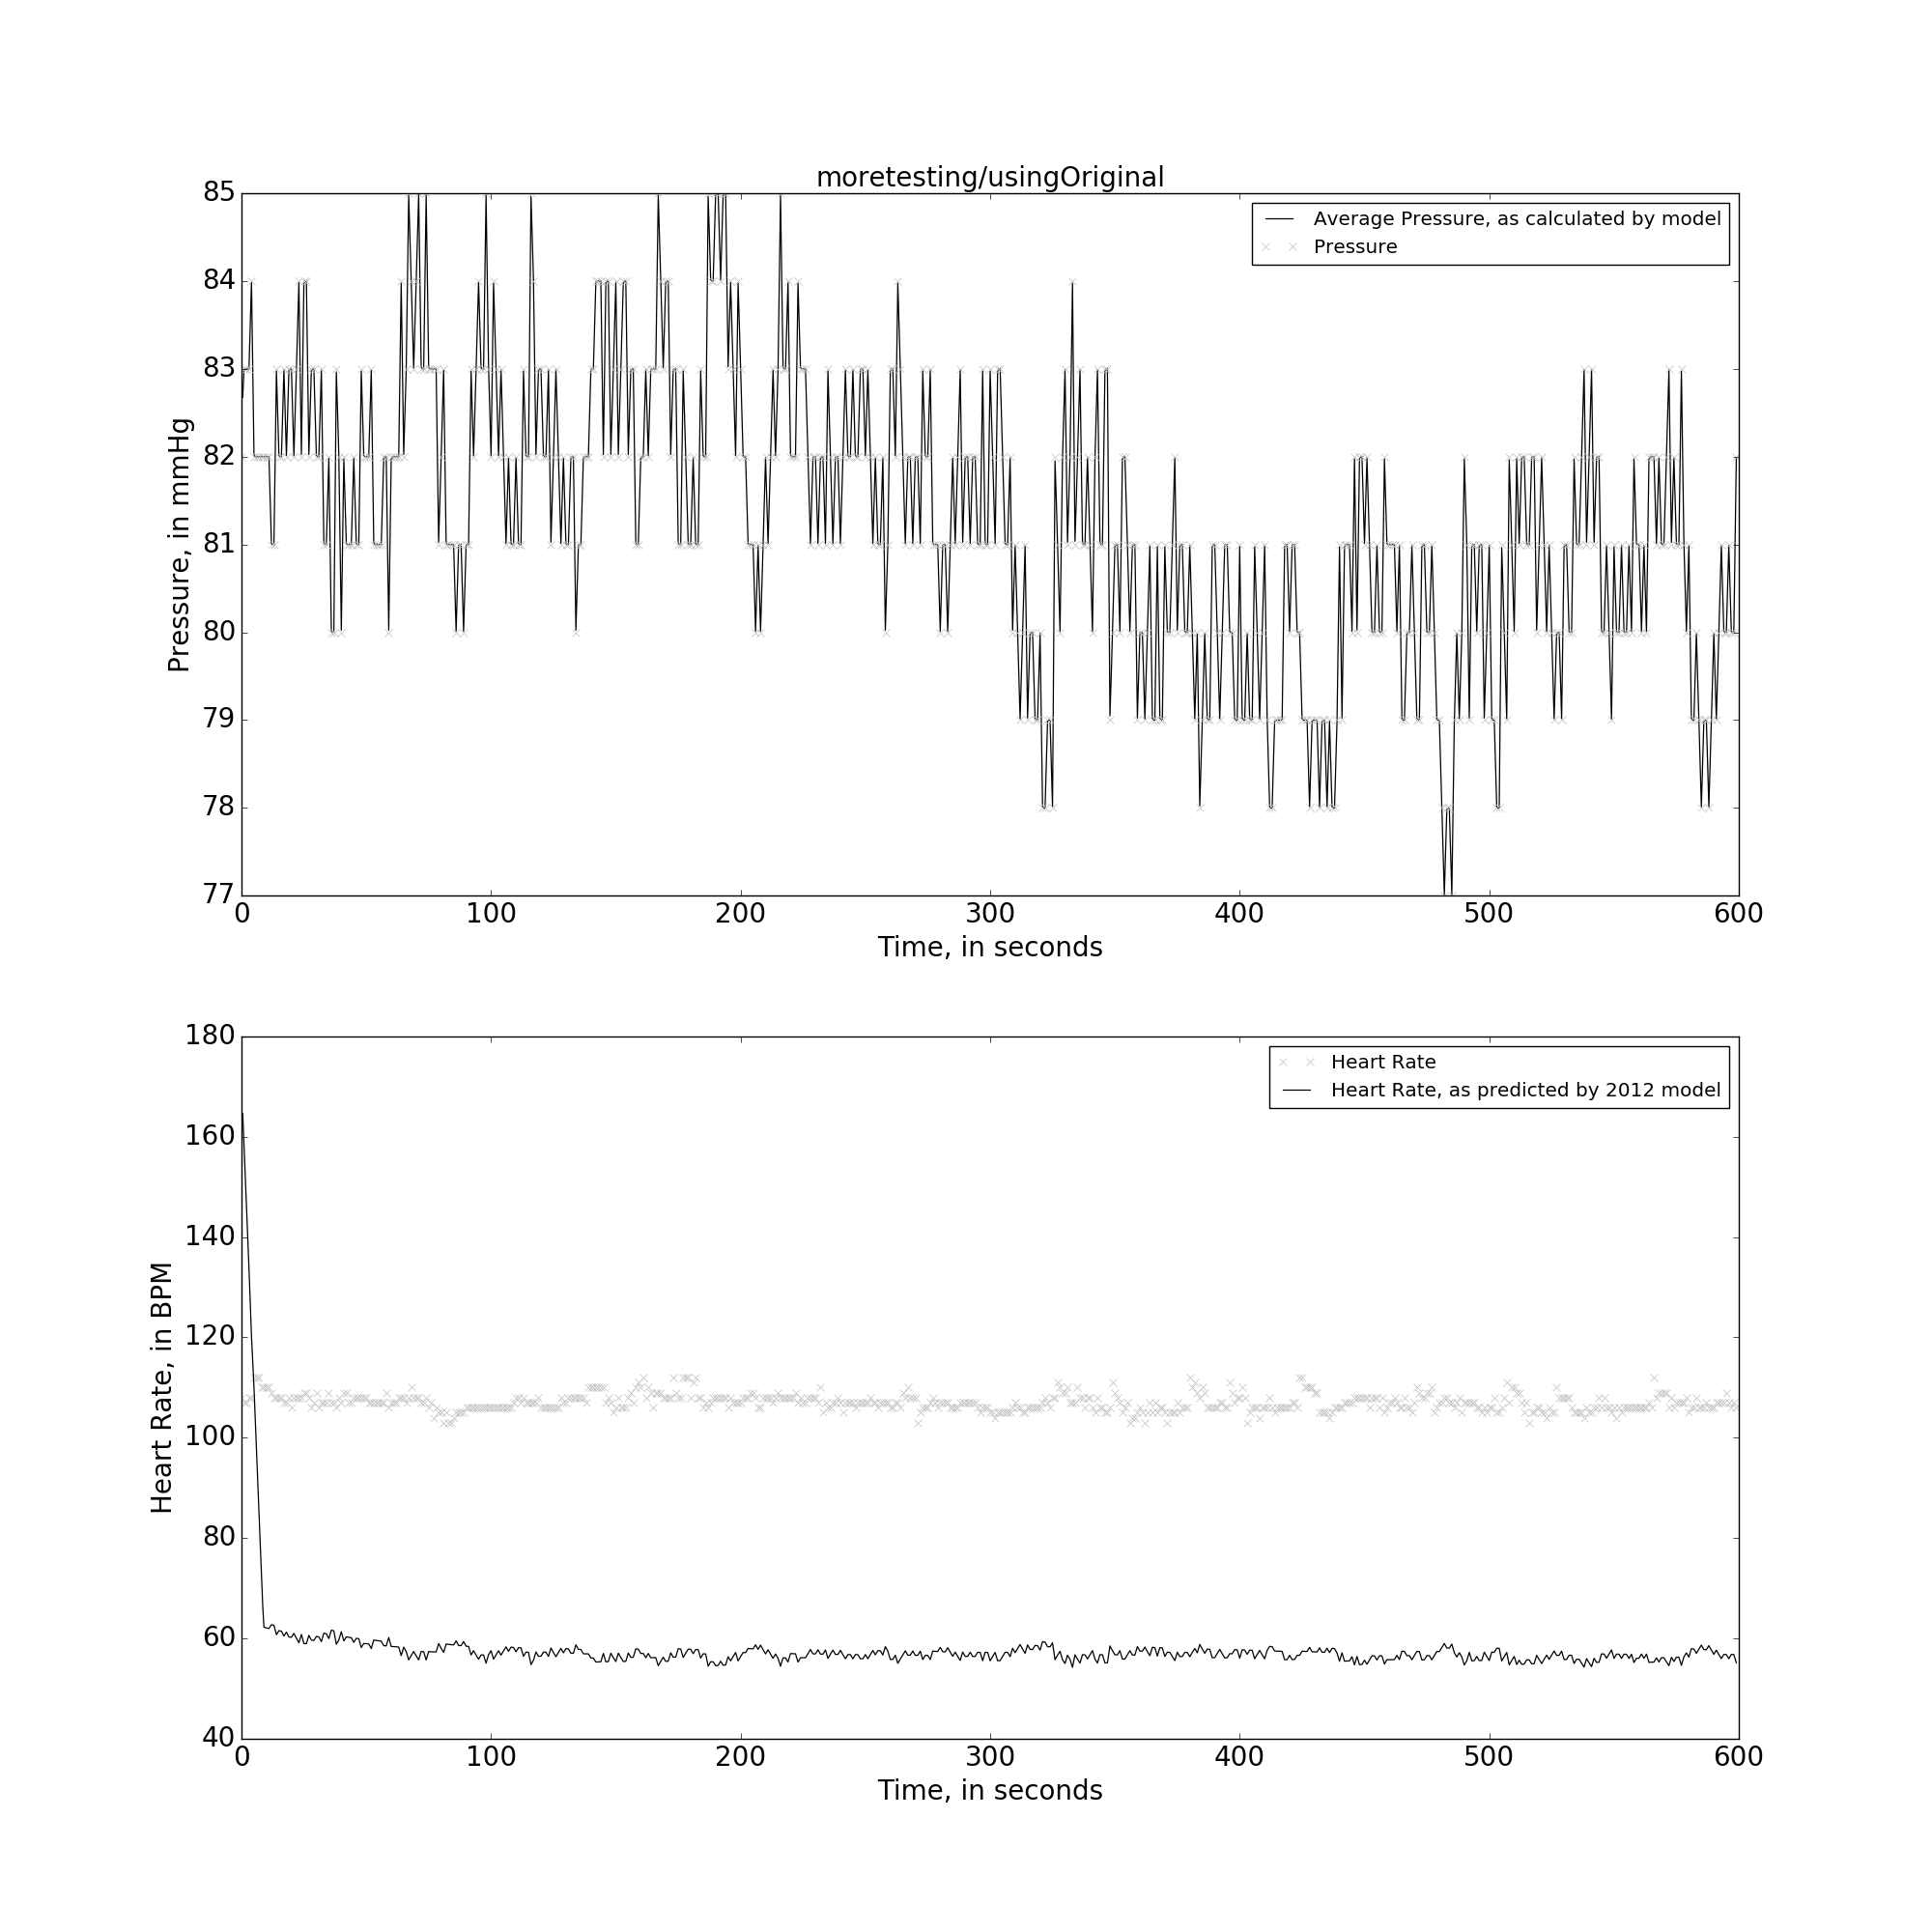 moretesting/usingOriginal
85
84
83
82
81
80
79
78
77
Pressure, in mmHg
Average Pressure, as calculated by model
Pressure
0 100 200 300 400 500 600
Time, in seconds
180
160
140
120
100
80
60
40
Heart Rate, in BPM
Heart Rate
Heart Rate, as predicted by 2012 model
0 100 200 300 400 500 600
Time, in seconds